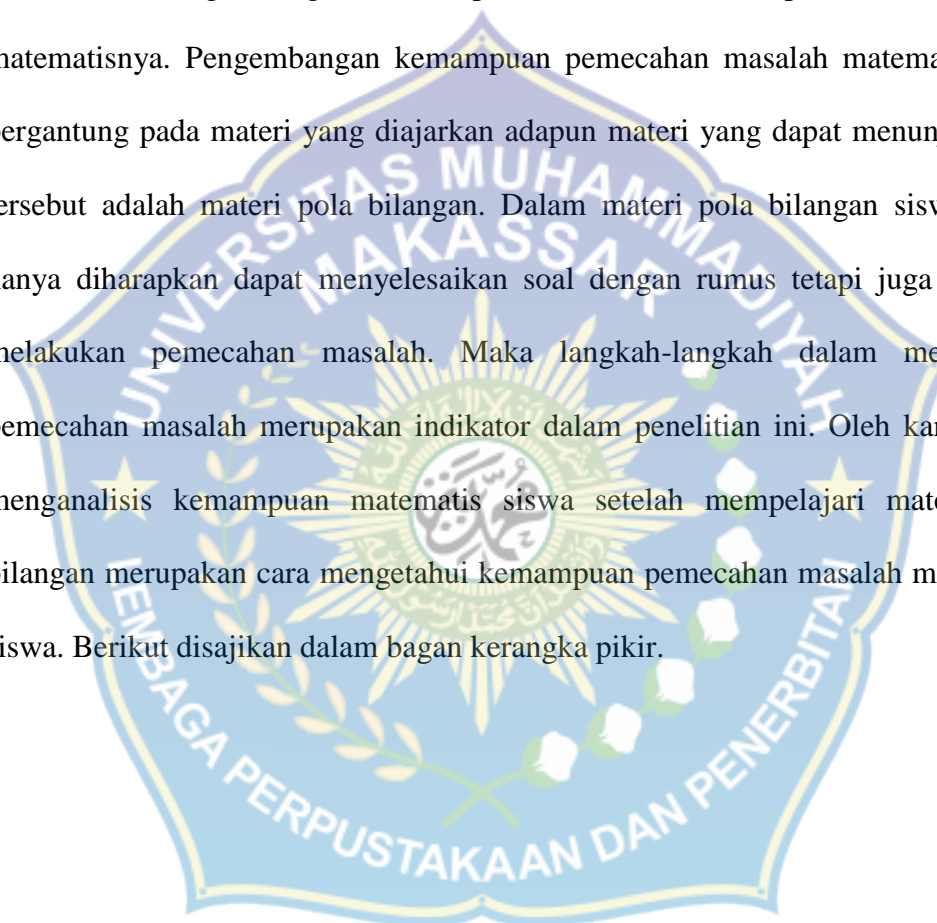 matematisnya. Pengembangan kemampuan pemecahan masalah matema
bergantung pada materi yang diajarkan adapun materi yang dapat menun
tersebut adalah materi pola bilangan. Dalam materi pola bilangan sisw
hanya diharapkan dapat menyelesaikan soal dengan rumus tetapi juga
melakukan pemecahan masalah. Maka langkah-langkah dalam me
pemecahan masalah merupakan indikator dalam penelitian ini. Oleh kar
menganalisis kemampuan matematis siswa setelah mempelajari mate
bilangan merupakan cara mengetahui kemampuan pemecahan masalah m
siswa. Berikut disajikan dalam bagan kerangka pikir.
UNIVERSITAS MUHAMMADIYAH
MAKASSAR
LEMBAGA PERPUSTAKAAN DAN PENERBITAN